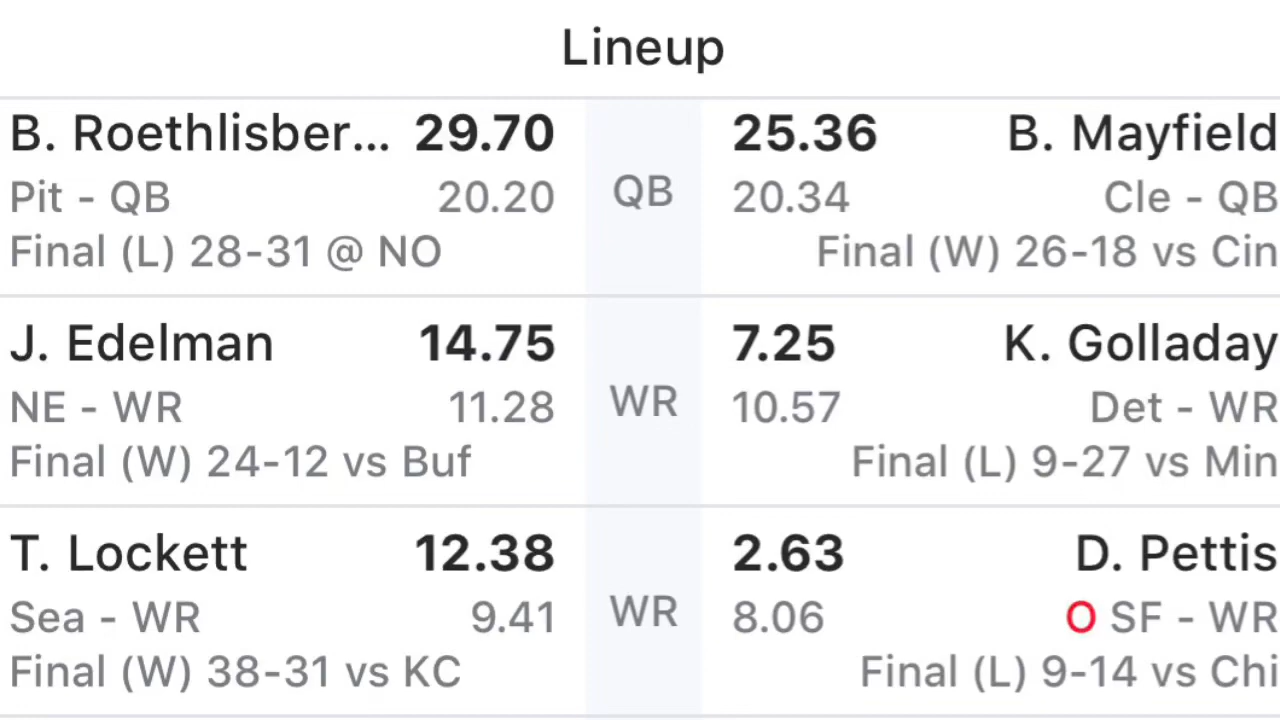 Lineup
B. Roethlisber... 29.70 25.36 B. Mayfield
Pit - QB 20.20 QB 20.34 Cle - QB
Final (L) 28-31 @ NO Final (W) 26-18 vs Cin
J. Edelman 14.75 7.25 K. Golladay
NE - WR 11.28 WR 10.57 Det - WR
Final (W) 24-12 vs Buf Final (L) 9-27 vs Min
T. Lockett 12.38 2.63 D. Pettis
Sea - WR 9.41 WR 8.06 O SF - WR
Final (W) 38-31 vs KC Final (L) 9-14 vs Chi